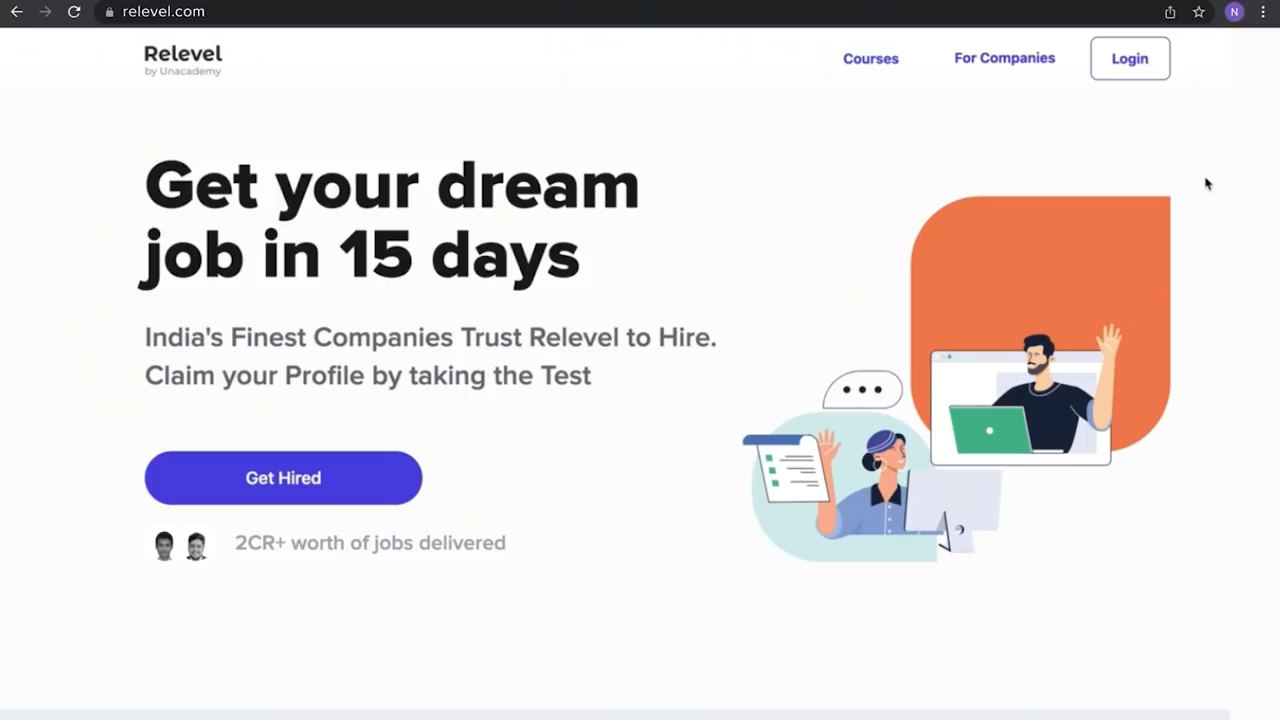 relevel.com
N
Relevel
by Unacademy
Courses
For Companies
Login
Get your dream
job in 15 days
India's Finest Companies Trust Relevel to Hire.
Claim your Profile by taking the Test
Get Hired
2CR+ worth of jobs delivered